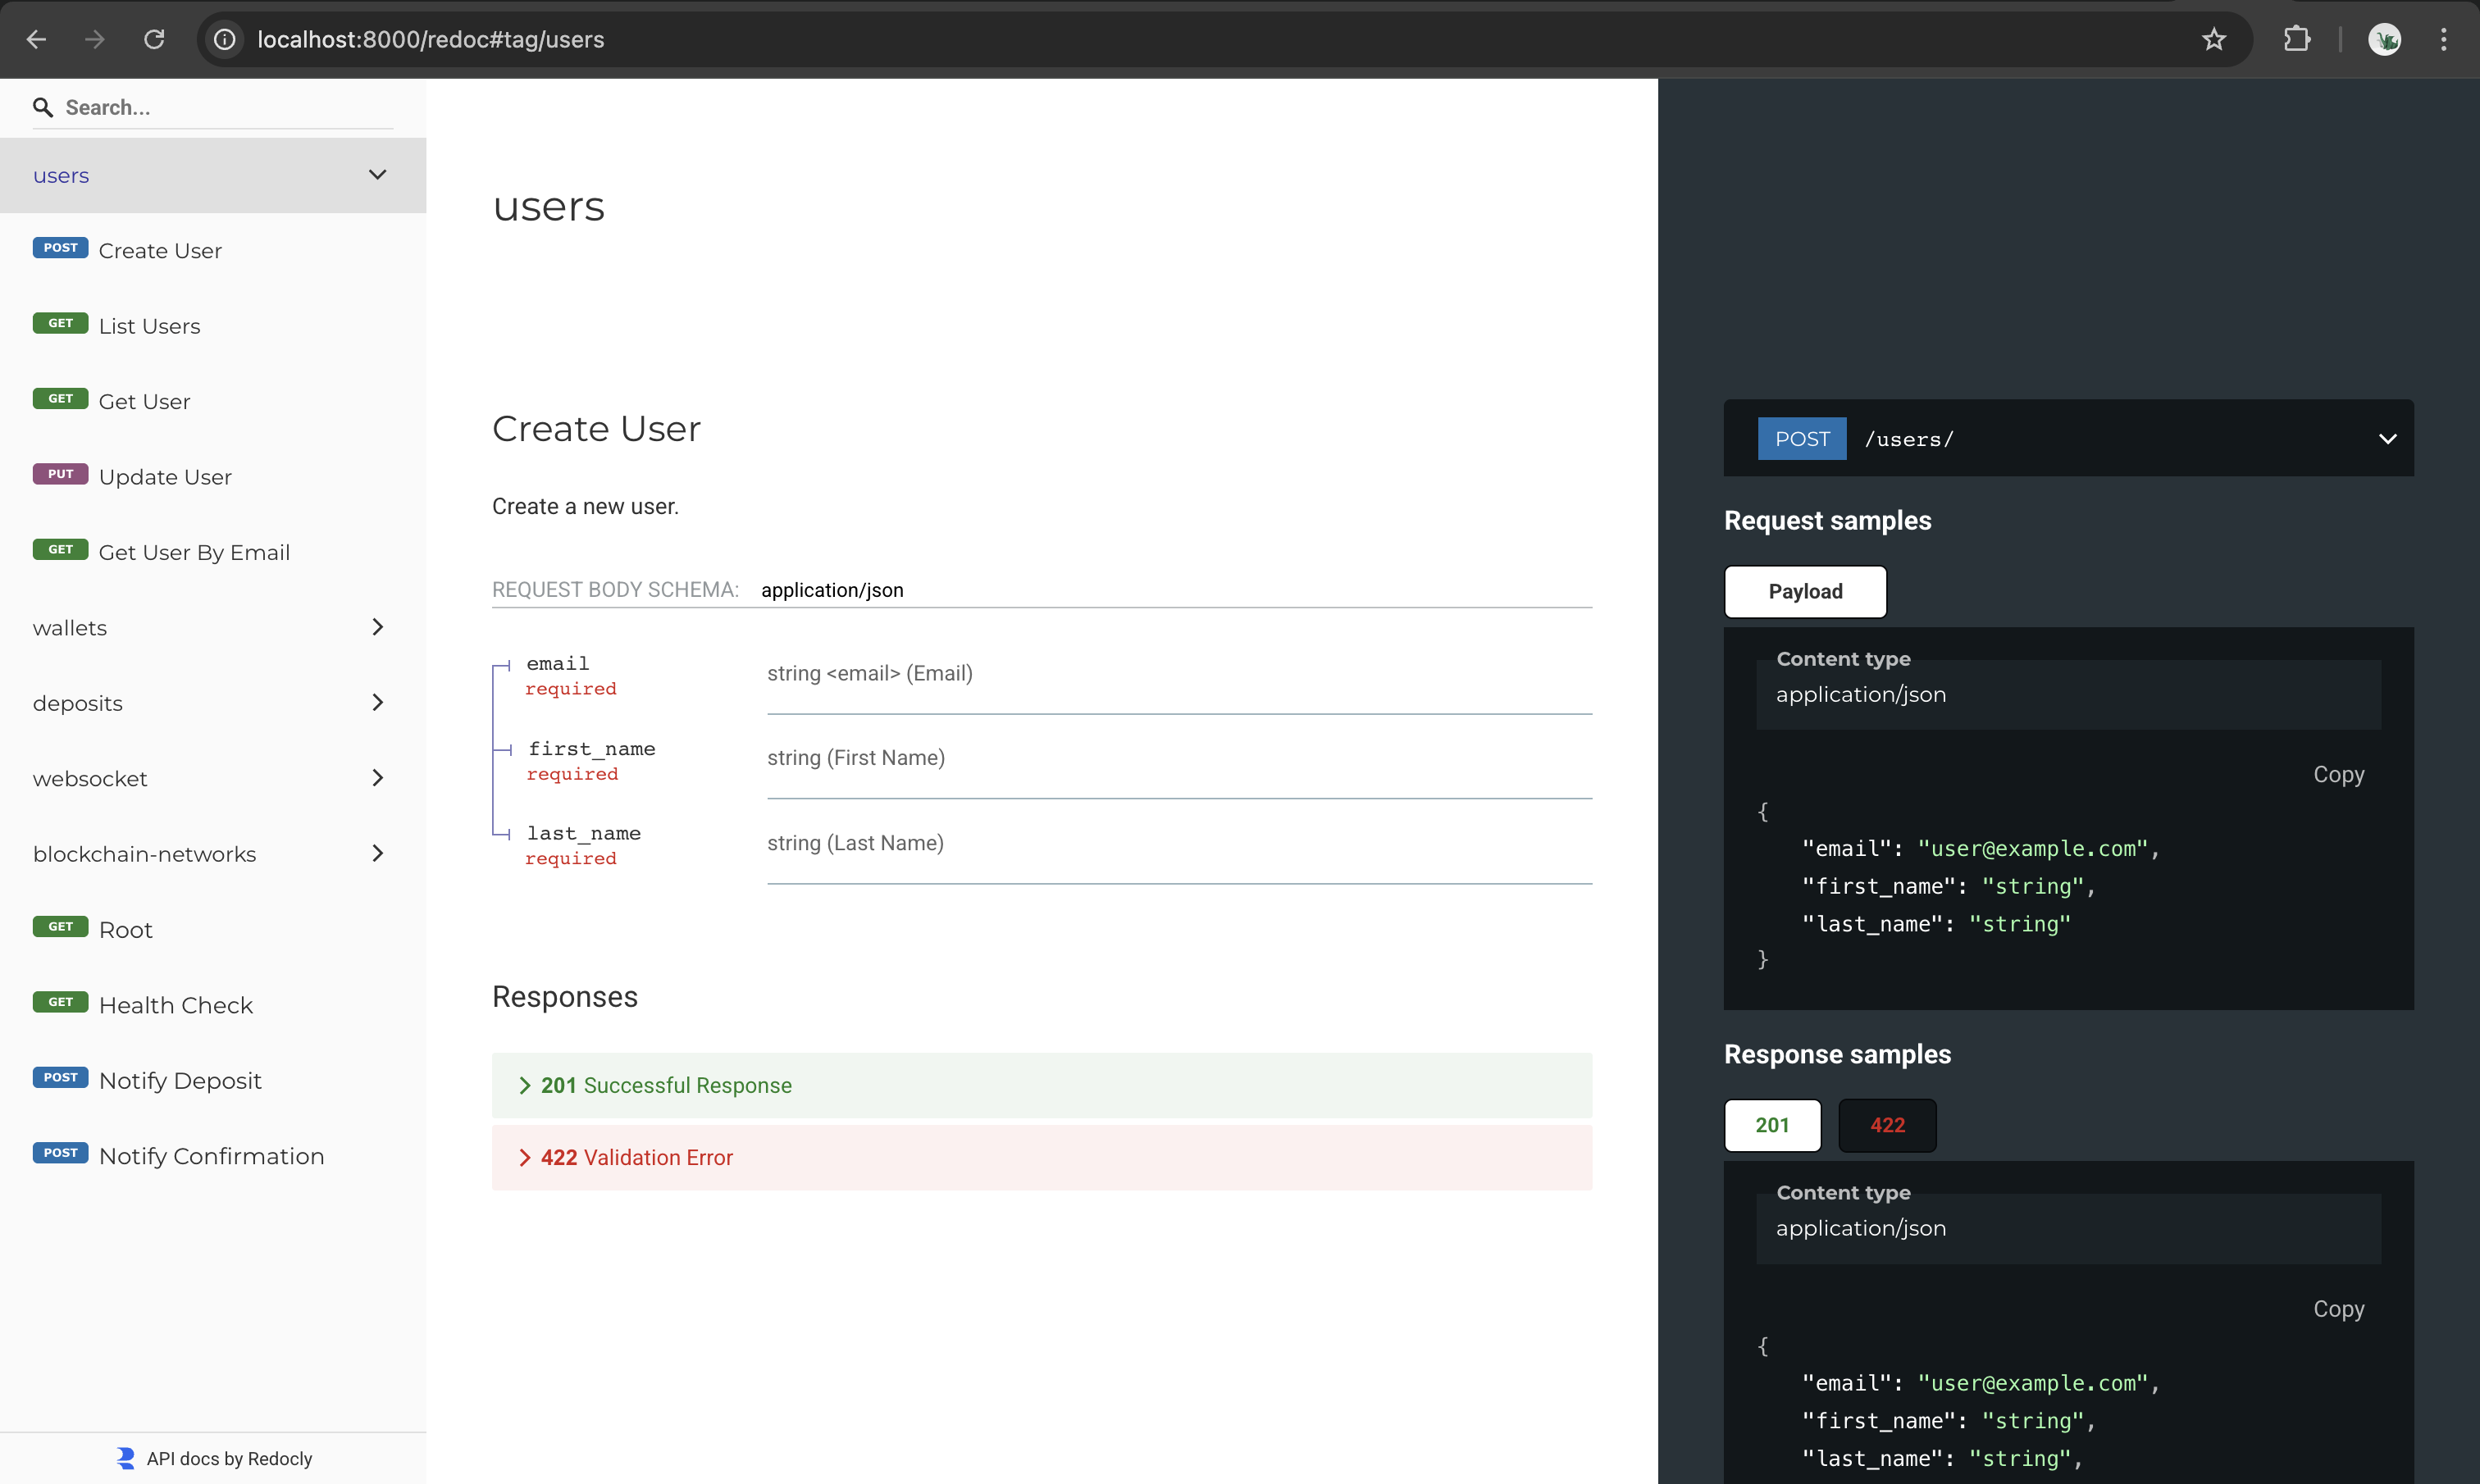 localhost:8000/redoc#tag/users
Search...
users
POST Create User
GET List Users
GET Get User
PUT Update User
GET Get User By Email
wallets
deposits
websocket
blockchain-networks
GET Root
GET Health Check
POST Notify Deposit
POST Notify Confirmation
API docs by Redocly
users
Create User
Create a new user.
REQUEST BODY SCHEMA: application/json
email
required
string <email> (Email)
first_name
required
string (First Name)
last_name
required
string (Last Name)
Responses
201 Successful Response
422 Validation Error
POST /users/
Request samples
Payload
Content type
application/json
Copy
{
"email": "user@example.com",
"first_name": "string",
"last_name": "string"
}
Response samples
201 422
Content type
application/json
Copy
{
"email": "user@example.com",
"first_name": "string",
"last_name": "string",